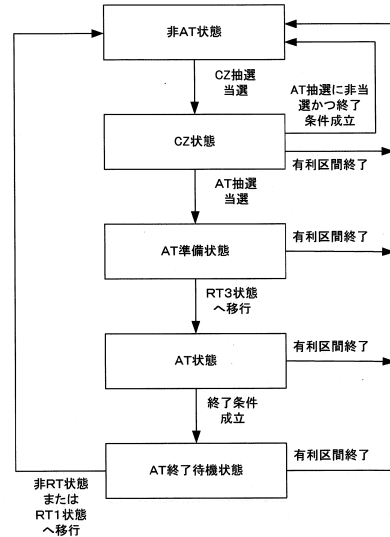 非AT状態
CZ抽選
当選
AT抽選に非当
選かつ終了
条件成立
CZ状態
有利区間終了
AT抽選
当選
有利区間終了
AT準備状態
RT3状態
へ移行
有利区間終了
AT状態
終了条件
成立
有利区間終了
AT終了待機状態
非RT状態
または
RT1状態
へ移行